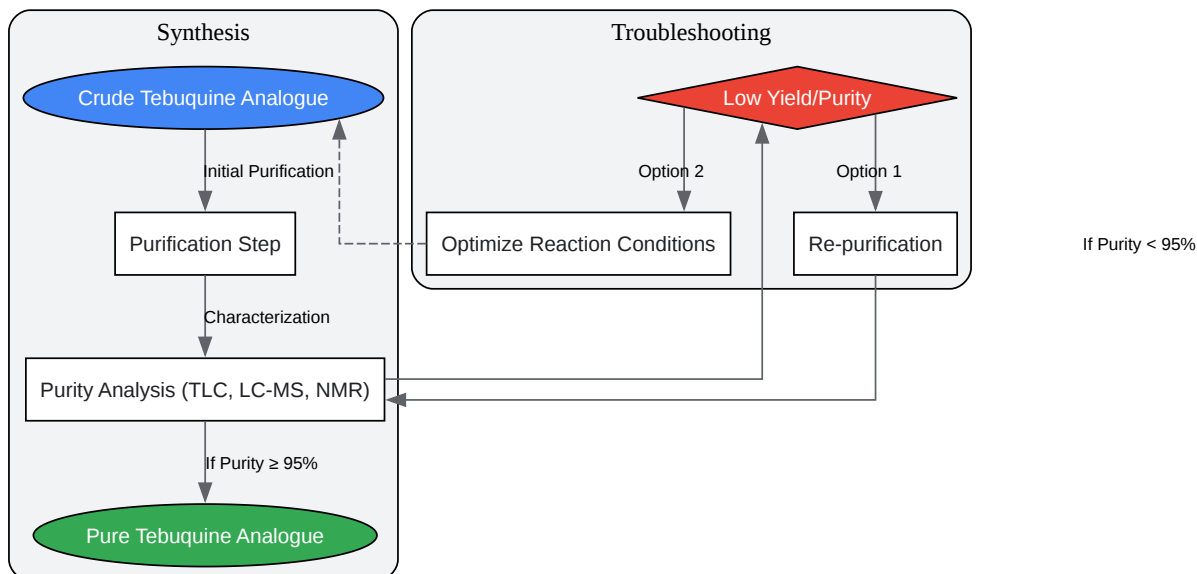 Synthesis
Troubleshooting
Crude Tebuquine Analogue
Low Yield/Purity
Initial Purification
Option 2
Option 1
Purification Step
Optimize Reaction Conditions
Re-purification
If Purity < 95%
Characterization
Purity Analysis (TLC, LC-MS, NMR)
If Purity ≥ 95%
Pure Tebuquine Analogue